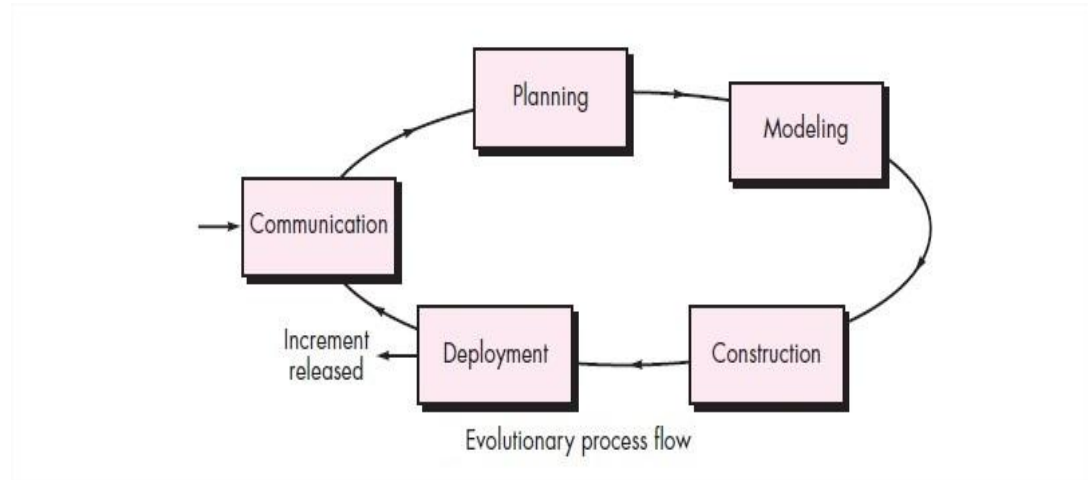 Planning
Modeling
Communication
Increment
released
Deployment
Construction
Evolutionary process flow